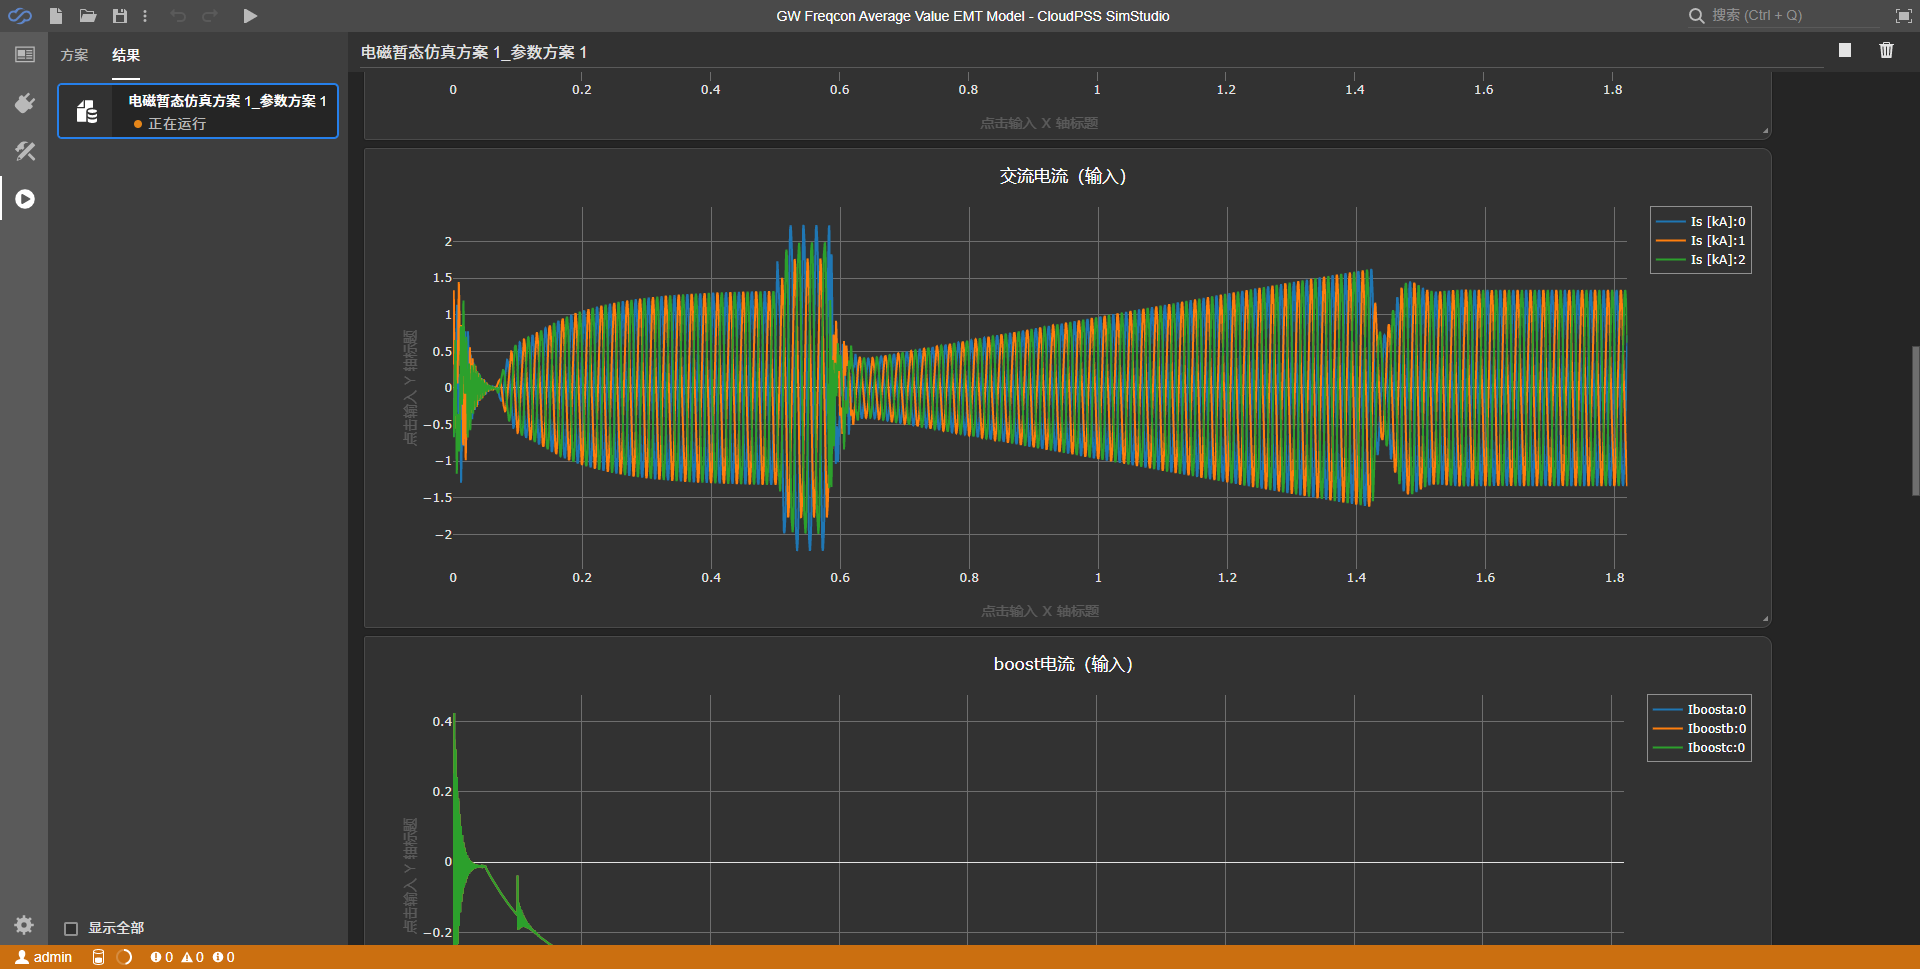 GW Freqcon Average Value EMT Model - CloudPSS SimStudio
搜索 (Ctrl + Q)
方案 结果
电磁暂态仿真方案 1_参数方案 1
正在运行
电磁暂态仿真方案 1_参数方案 1
0 0.2 0.4 0.6 0.8 1 1.2 1.4 1.6 1.8
点击输入 X 轴标题
交流电流（输入）
Is [kA]:0
Is [kA]:1
Is [kA]:2
2
1.5
1
0.5
0
−0.5
−1
−1.5
−2
点击输入 Y 轴标题
0 0.2 0.4 0.6 0.8 1 1.2 1.4 1.6 1.8
点击输入 X 轴标题
boost电流（输入）
Iboosta:0
Iboostb:0
Iboostc:0
0.4
0.2
0
−0.2
点击输入 Y 轴标题
显示全部
admin 0 0 0